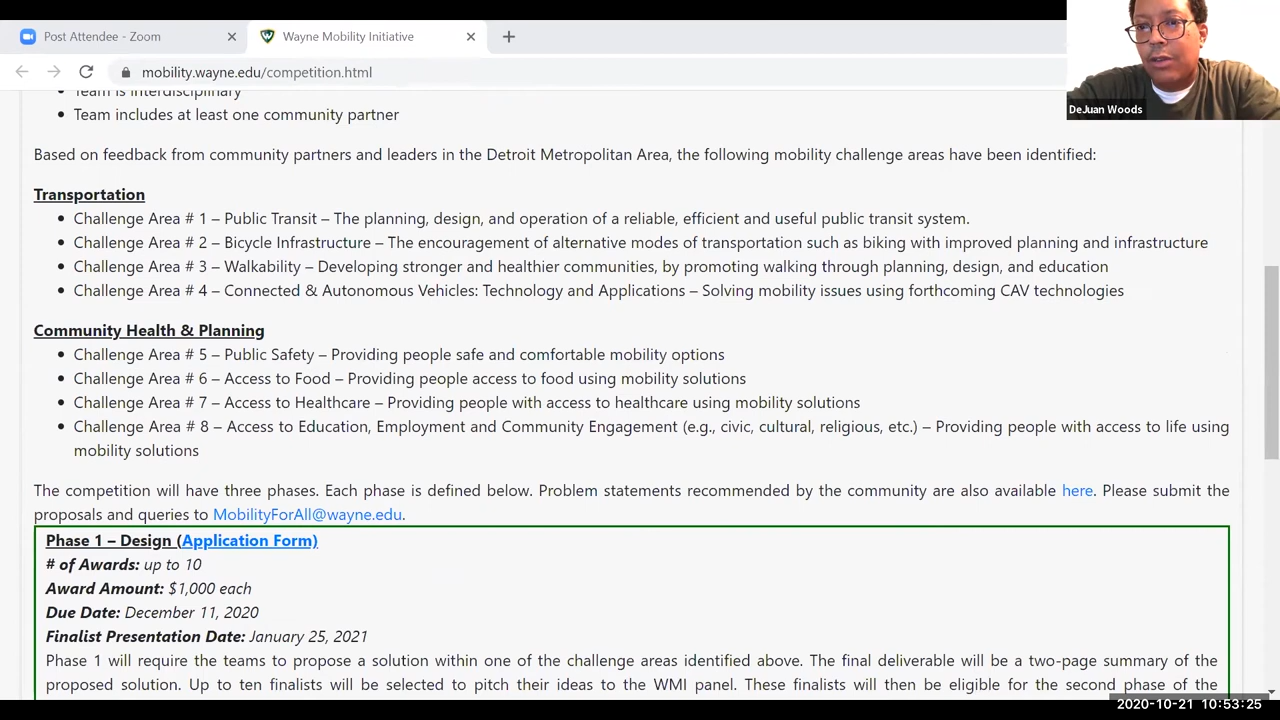 Post Attendee - Zoom
Wayne Mobility Initiative
mobility.wayne.edu/competition.html
DeJuan Woods
Team is interdisciplinary
Team includes at least one community partner
Based on feedback from community partners and leaders in the Detroit Metropolitan Area, the following mobility challenge areas have been identified:
Transportation
Challenge Area # 1 – Public Transit – The planning, design, and operation of a reliable, efficient and useful public transit system.
Challenge Area # 2 – Bicycle Infrastructure – The encouragement of alternative modes of transportation such as biking with improved planning and infrastructure
Challenge Area # 3 – Walkability – Developing stronger and healthier communities, by promoting walking through planning, design, and education
Challenge Area # 4 – Connected & Autonomous Vehicles: Technology and Applications – Solving mobility issues using forthcoming CAV technologies
Community Health & Planning
Challenge Area # 5 – Public Safety – Providing people safe and comfortable mobility options
Challenge Area # 6 – Access to Food – Providing people access to food using mobility solutions
Challenge Area # 7 – Access to Healthcare – Providing people with access to healthcare using mobility solutions
Challenge Area # 8 – Access to Education, Employment and Community Engagement (e.g., civic, cultural, religious, etc.) – Providing people with access to life using
mobility solutions
The competition will have three phases. Each phase is defined below. Problem statements recommended by the community are also available here. Please submit the
proposals and queries to MobilityForAll@wayne.edu.
Phase 1 – Design (Application Form)
# of Awards: up to 10
Award Amount: $1,000 each
Due Date: December 11, 2020
Finalist Presentation Date: January 25, 2021
Phase 1 will require the teams to propose a solution within one of the challenge areas identified above. The final deliverable will be a two-page summary of the
proposed solution. Up to ten finalists will be selected to pitch their ideas to the WMI panel. These finalists will then be eligible for the second phase of the
2020-10-21 10:53:25